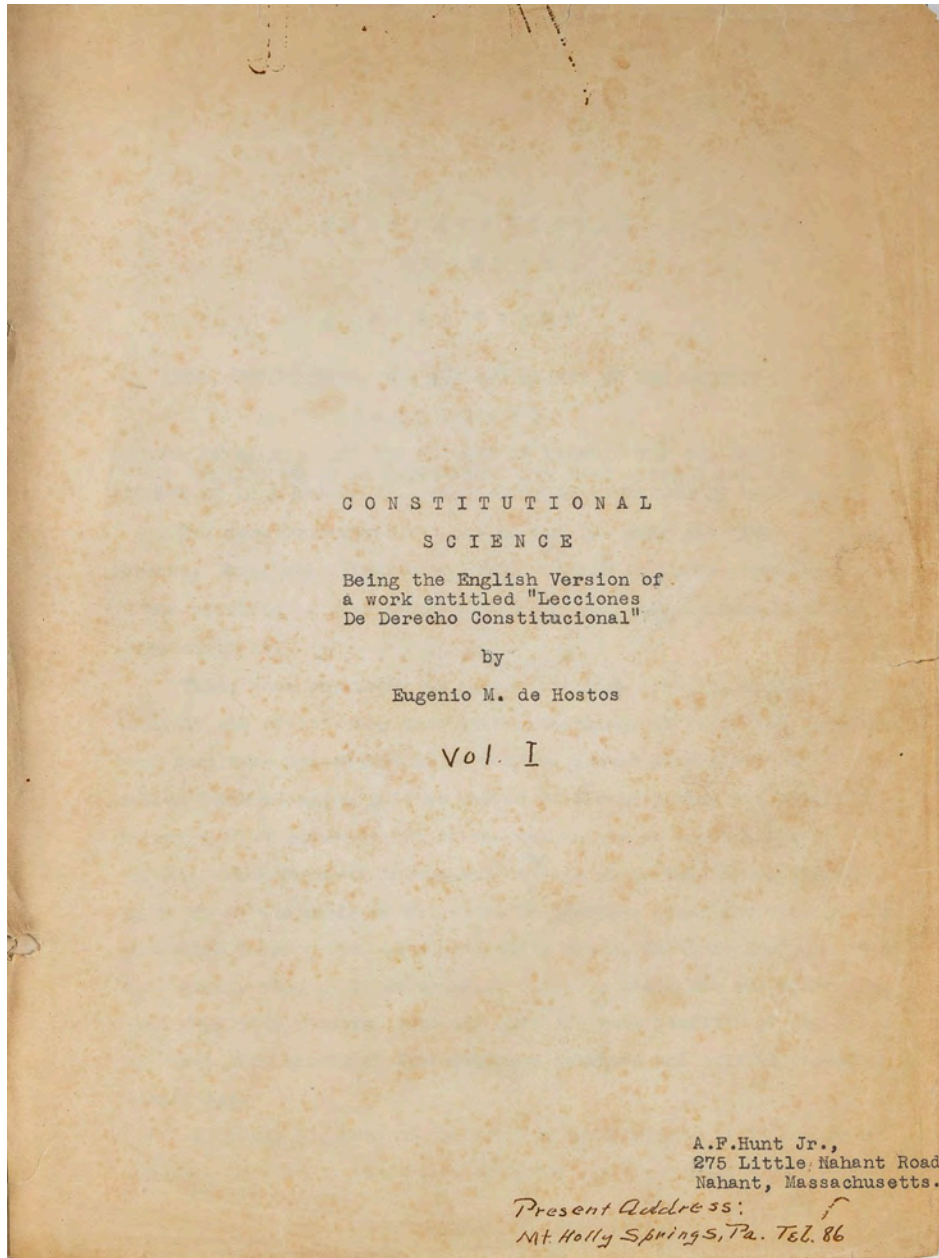 C O N S T I T U T I O N A L
S C I E N C E
Being the English Version of
a work entitled "Lecciones
De Derecho Constitucional"
by
Eugenio M. de Hostos
Vol. I
A.F.Hunt Jr.,
275 Little Nahant Road
Nahant, Massachusetts.
Present Address:
Mt. Holly Springs, Pa. Tel. 86